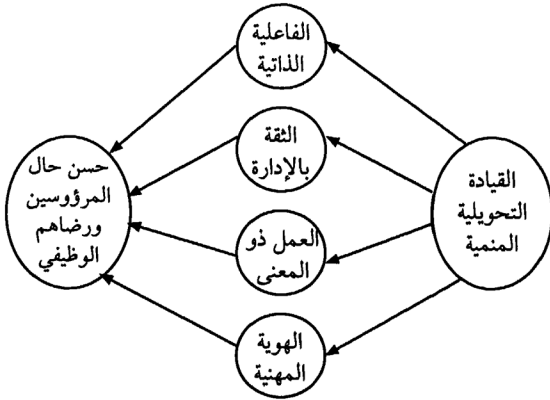 القيادة
التحويلية
المنمية
الفاعلية
الذاتية
الثقة
بالإدارة
العمل ذو
المعنى
الهوية
المهنية
حسن حال
المرؤوسين
ورضاهم
الوظيفي